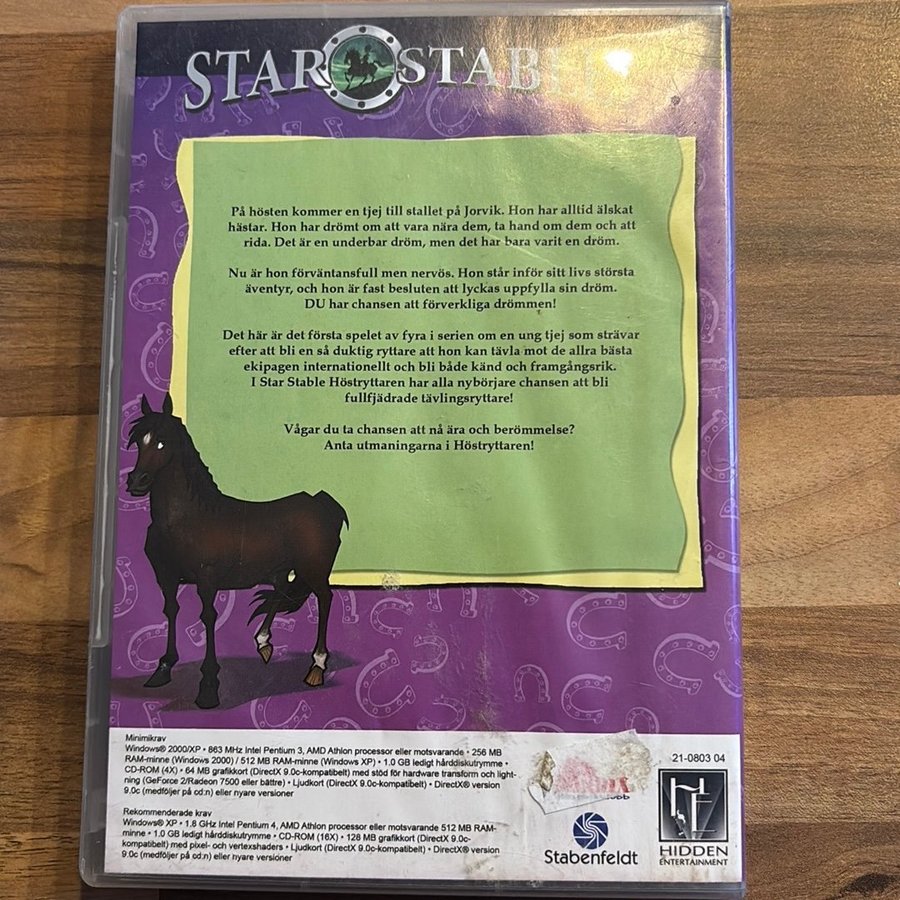 STAR STABLE
På hösten kommer en tjej till stallet på Jorvik. Hon har alltid älskat
hästar. Hon har drömt om att vara nära dem, ta hand om dem och att
rida. Det är en underbar dröm, men det har bara varit en dröm.
Nu är hon förväntansfull men nervös. Hon står inför sitt livs största
äventyr, och hon är fast besluten att lyckas uppfylla sin dröm.
DU har chansen att förverkliga drömmen!
Det här är det första spelet av fyra i serien om en ung tjej som strävar
efter att bli en så duktig ryttare att hon kan tävla mot de allra bästa
ekipagen internationellt och bli både känd och framgångsrik.
I Star Stable Höstryttaren har alla nybörjare chansen att bli
fullfjädrade tävlingsryttare!
Vågar du ta chansen att nå ära och berömmelse?
Anta utmaningarna i Höstryttaren!
Minimikrav
Windows® 2000/XP • 863 MHz Intel Pentium 3, AMD Athlon processor eller motsvarande • 256 MB
RAM-minne (Windows 2000) / 512 MB RAM-minne (Windows XP) • 1.0 GB ledigt hårddiskutrymme •
CD-ROM (4X) • 64 MB grafikkort (DirectX 9.0c-kompatibelt) med stöd för hardware transform och light-
ning (GeForce 2/Radeon 7500 eller bättre) • Ljudkort (DirectX 9.0c-kompatibelt) • DirectX® version
9.0c (medföljer på cd:n) eller nyare versioner
Rekommenderade krav
Windows® XP • 1.8 GHz Intel Pentium 4, AMD Athlon processor eller motsvarande 512 MB RAM-
minne • 1.0 GB ledigt hårddiskutrymme • CD-ROM (16X) • 128 MB grafikkort (DirectX 9.0c-
kompatibelt) med pixel- och vertexshaders • Ljudkort (DirectX 9.0c-kompatibelt) • DirectX® version
9.0c (medföljer på cd:n) eller nyare versioner
21-0803 04
Stabenfeldt
HIDDEN
ENTERTAINMENT